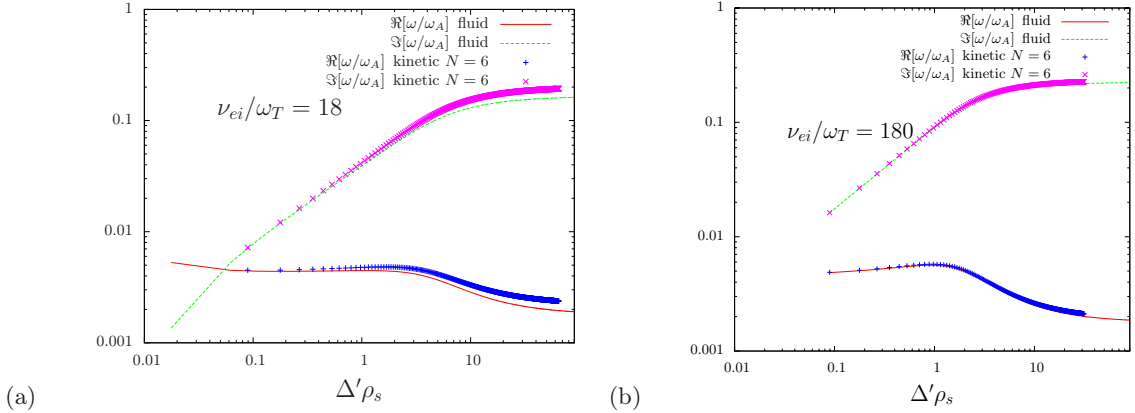 ℜ[ω/ω_A] fluid
ℑ[ω/ω_A] fluid
ℜ[ω/ω_A] kinetic N = 6
ℑ[ω/ω_A] kinetic N = 6
ν_ei/ω_T = 18
1
0.1
0.01
0.001
0.01
0.1
1
10
Δ′ρ_s
(a)
ℜ[ω/ω_A] fluid
ℑ[ω/ω_A] fluid
ℜ[ω/ω_A] kinetic N = 6
ℑ[ω/ω_A] kinetic N = 6
ν_ei/ω_T = 180
1
0.1
0.01
0.001
0.01
0.1
1
10
Δ′ρ_s
(b)